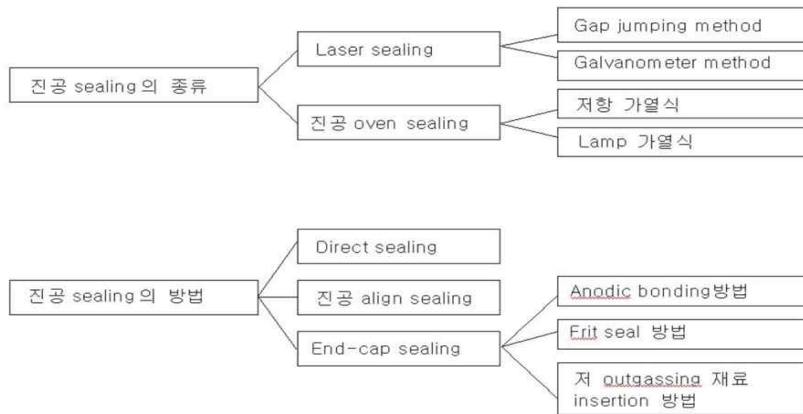 진공 sealing의 종류
Laser sealing
Gap jumping method
Galvanometer method
진공 oven sealing
저항 가열식
Lamp 가열식
진공 sealing의 방법
Direct sealing
진공 align sealing
End-cap sealing
Anodic bonding방법
Frit seal 방법
저 outgassing 재료
insertion 방법